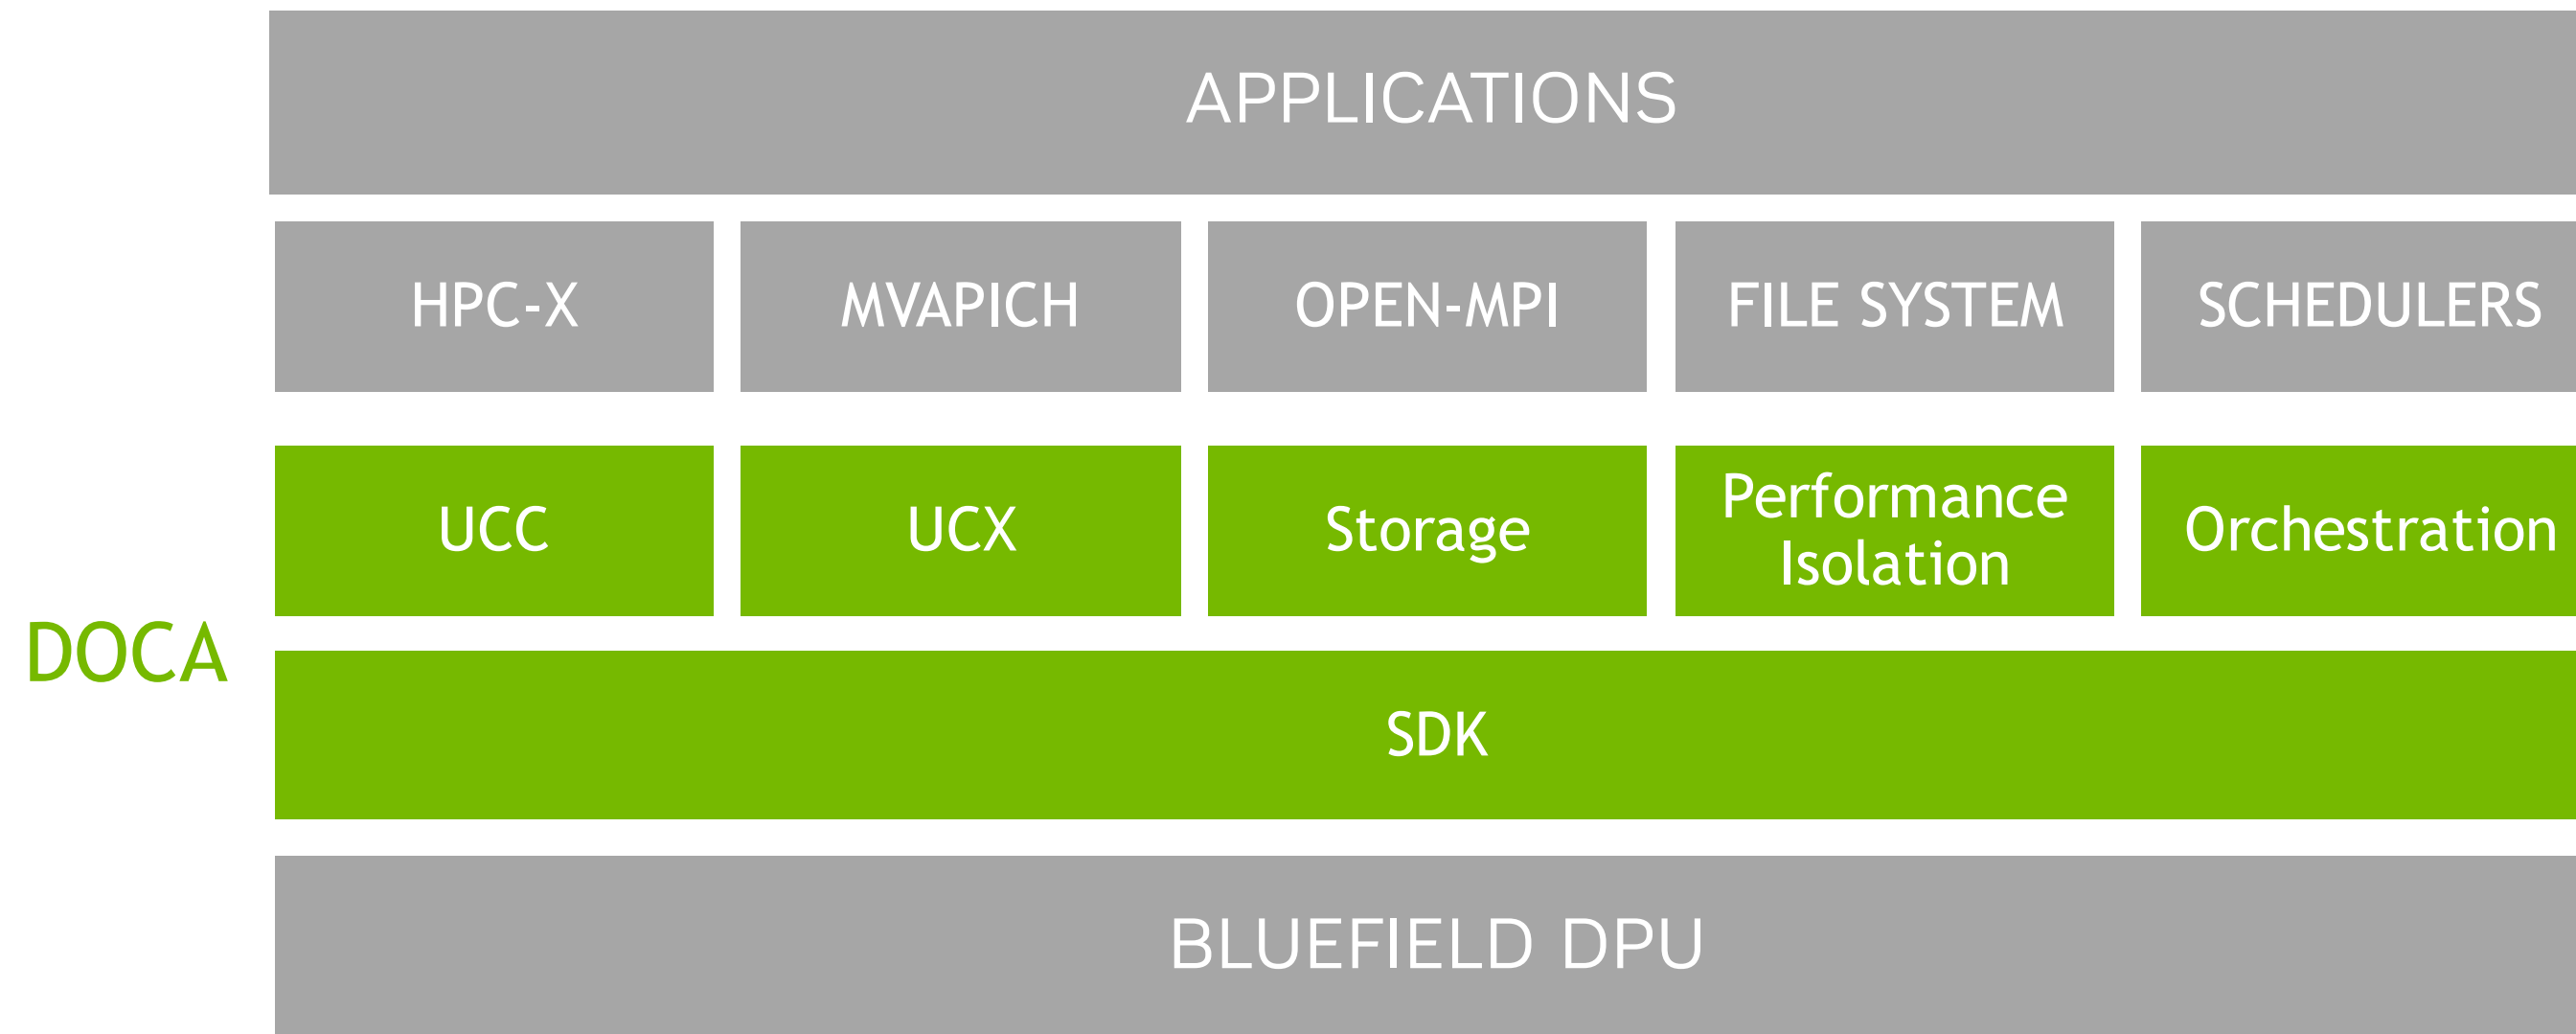 APPLICATIONS
HPC-X
MVAPICH
OPEN-MPI
FILE SYSTEM
SCHEDULERS
UCC
UCX
Storage
Performance
Isolation
Orchestration
DOCA
SDK
BLUEFIELD DPU